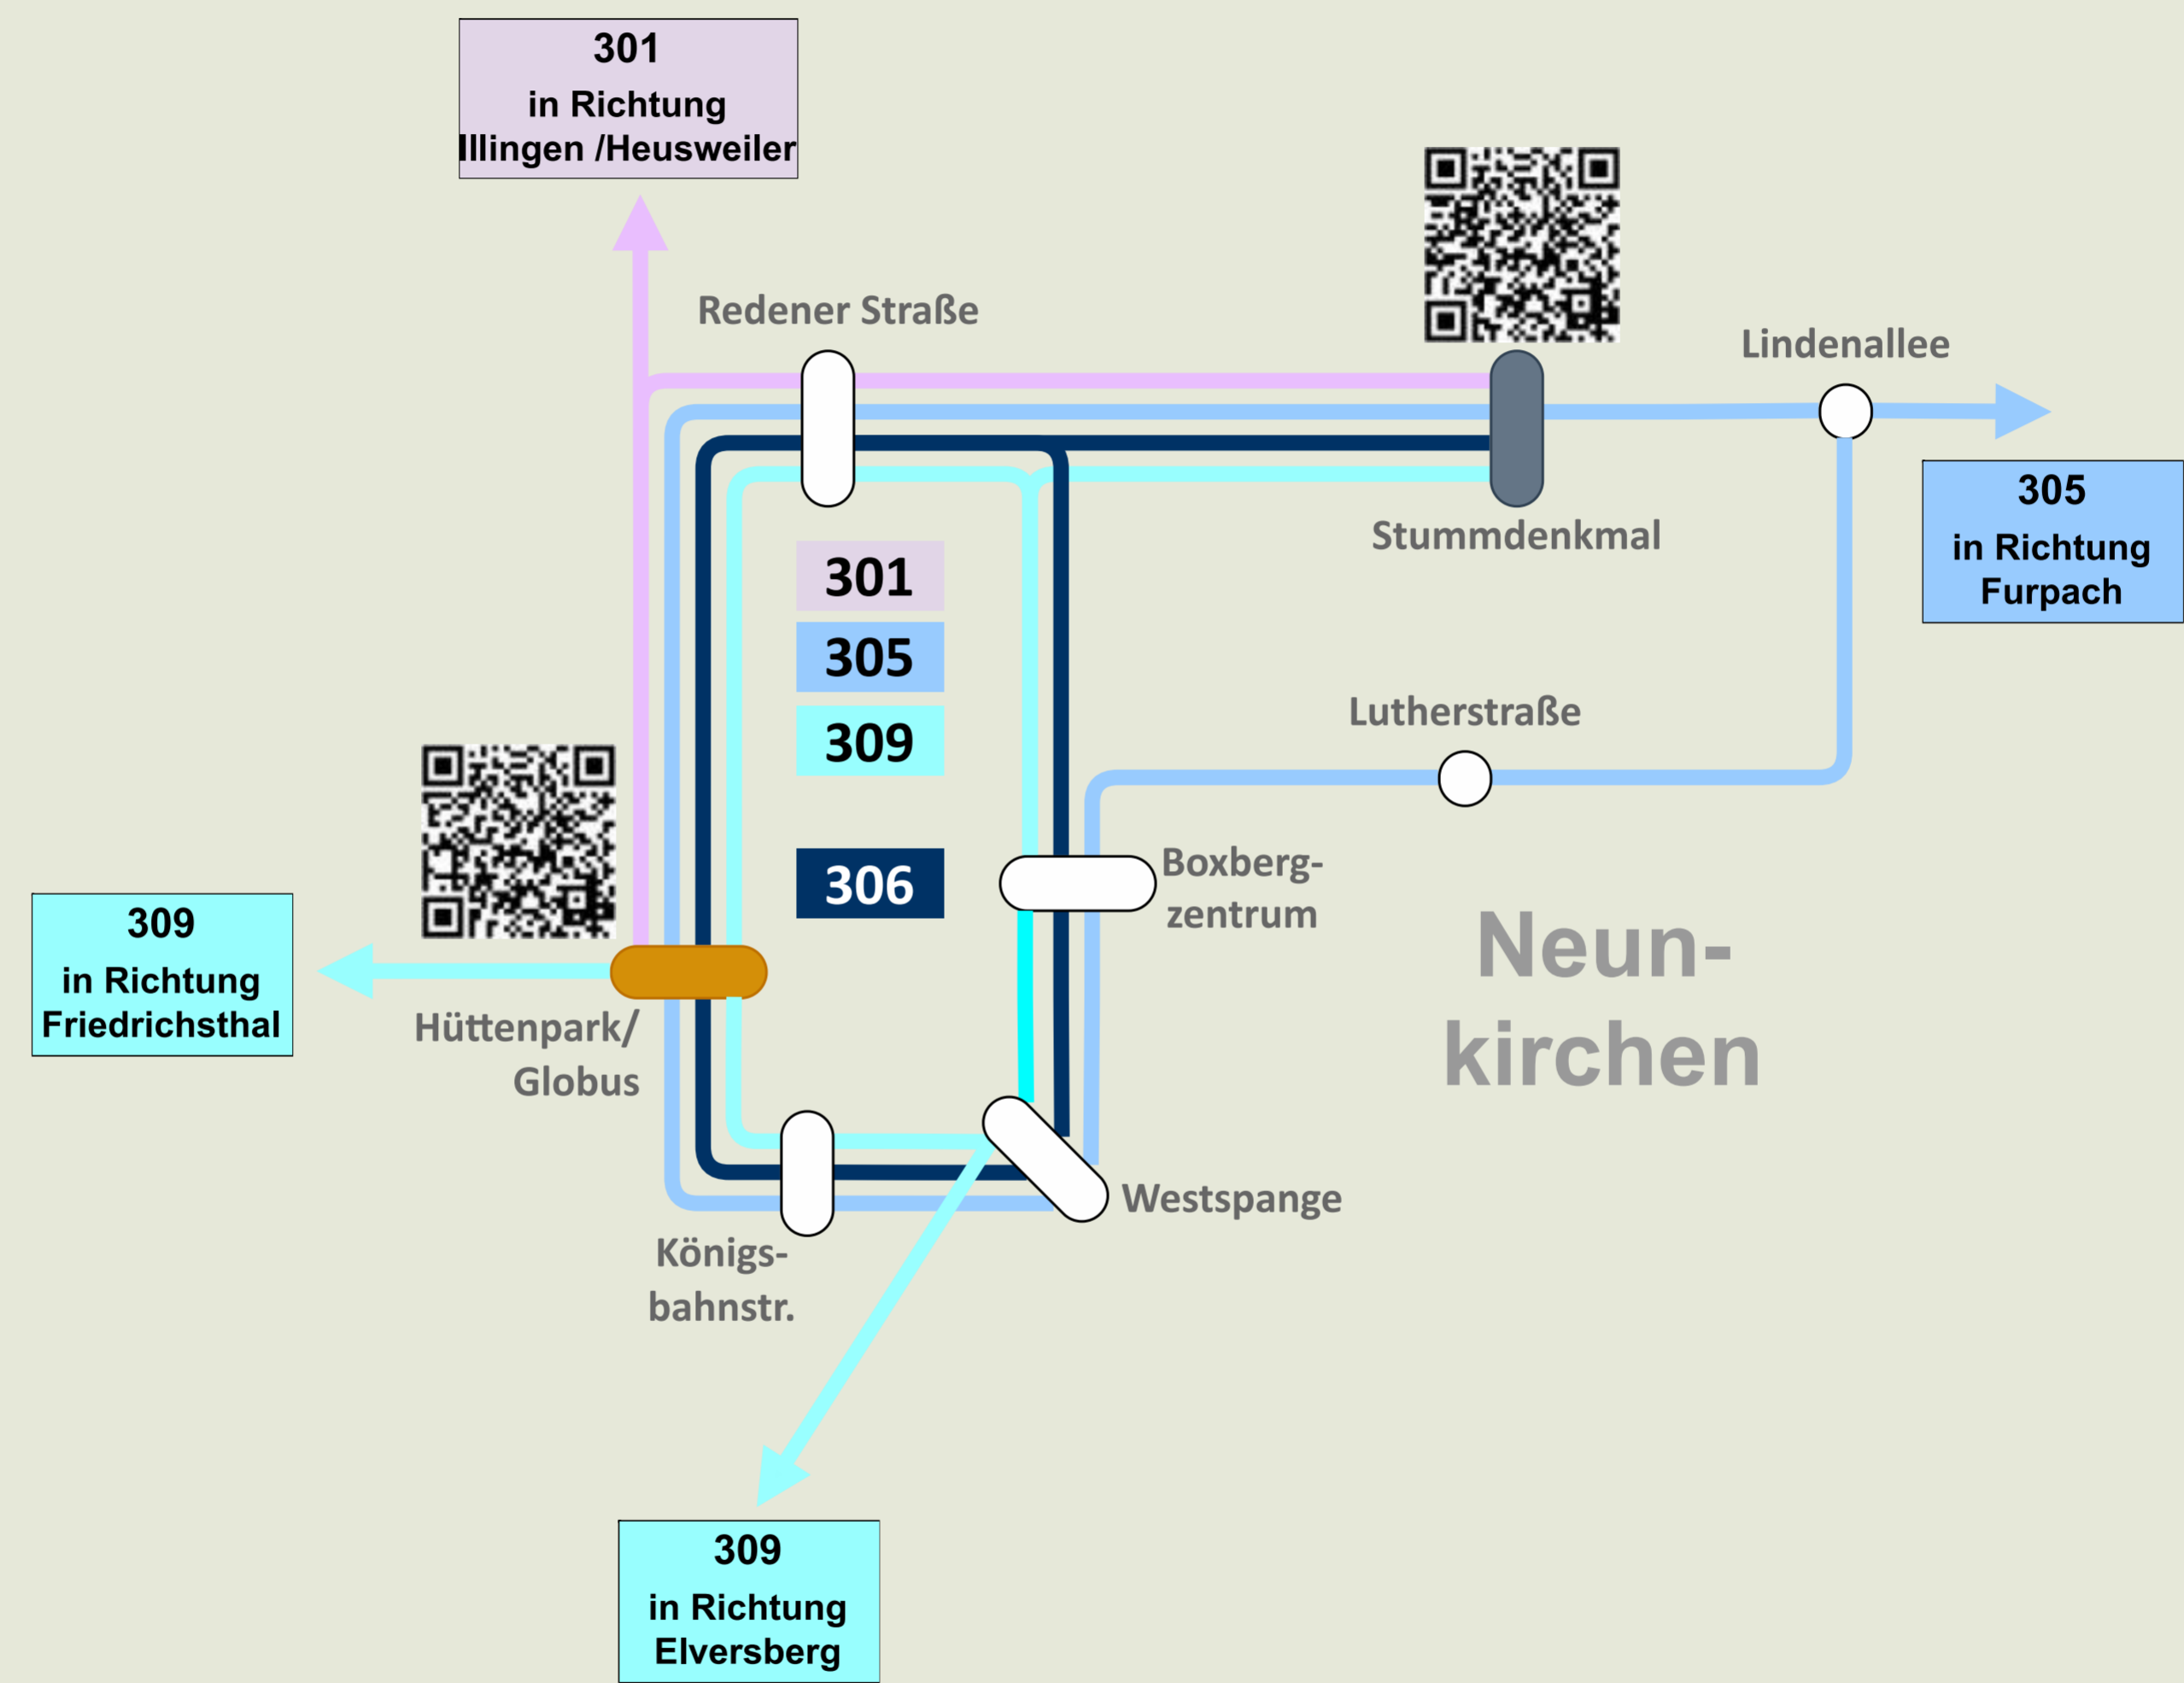 301
in Richtung
Illingen /Heusweiler
Redener Straße
Lindenallee
305
in Richtung
Furpach
Stummdenkmal
301
305
309
306
Lutherstraße
Boxberg-
zentrum
309
in Richtung
Friedrichsthal
Hüttenpark/
Globus
Neun-
kirchen
Westspange
Königs-
bahnstr.
309
in Richtung
Elversberg